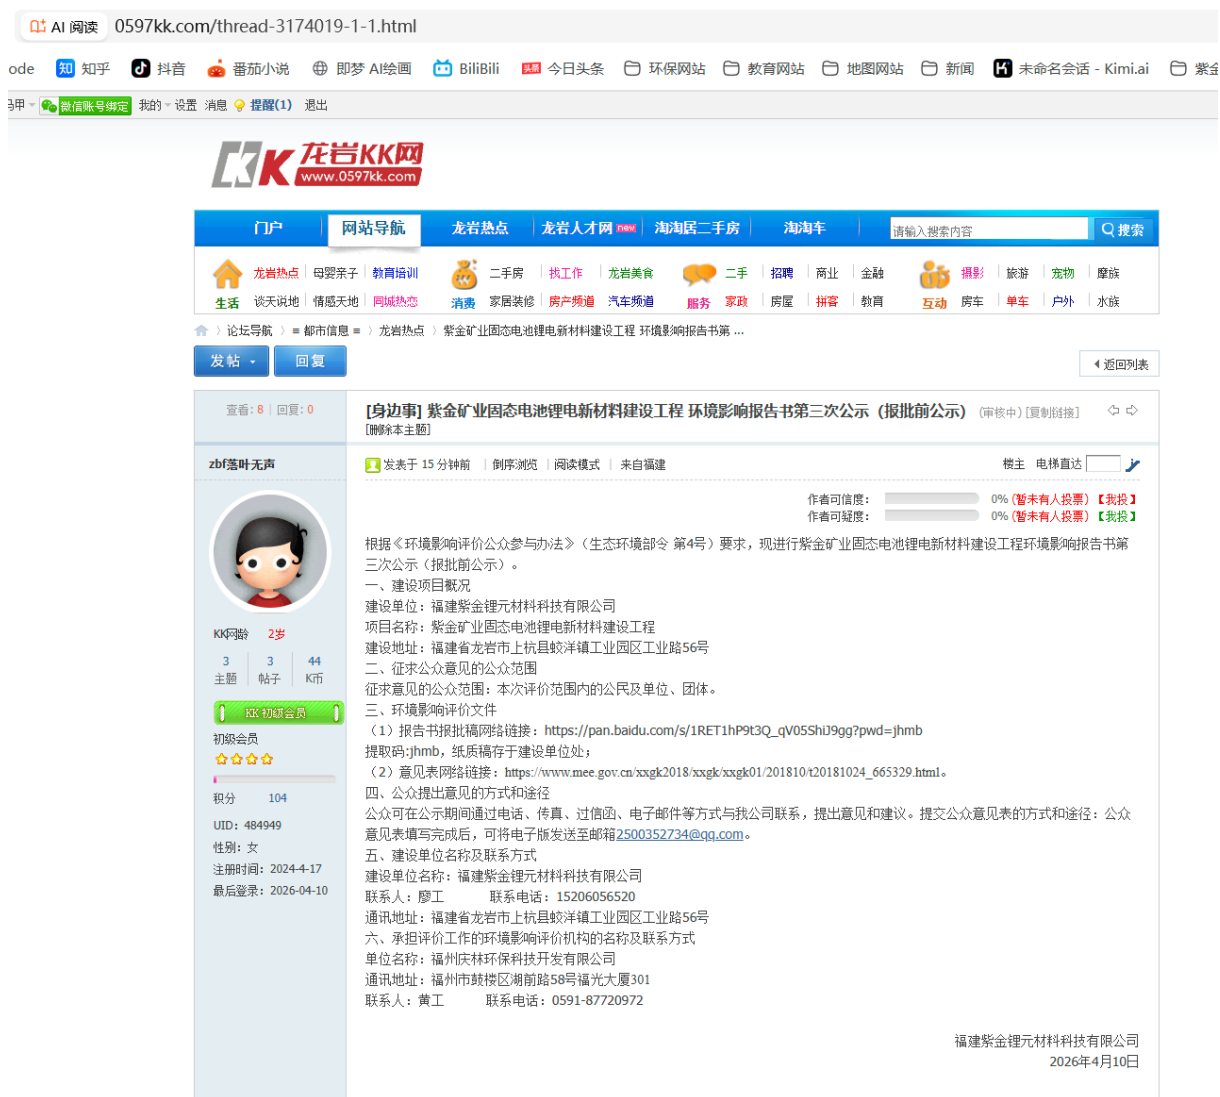 AI 阅读 0597kk.com/thread-3174019-1-1.html
ode 知乎 抖音 番茄小说 即梦 AI绘画 BiliBili 今日头条 环保网站 教育网站 地图网站 新闻 未命名会话 - Kimi.ai 紫金
马甲 微信账号绑定 我的 设置 消息 提醒(1) 退出
龙岩KK网
www.0597kk.com
门户 网站导航 龙岩热点 龙岩人才网 new 淘淘居二手房 淘淘车 请输入搜索内容 搜索
龙岩热点 母婴亲子 教育培训 二手房 找工作 龙岩美食 二手 招聘 商业 金融 摄影 旅游 宠物 摩族
生活 谈天说地 情感天地 同城热恋 消费 家居装修 房产频道 汽车频道 服务 家政 房屋 拼客 教育 互动 房车 单车 户外 水族
论坛导航 〉 ≡ 都市信息 ≡ 〉 龙岩热点 〉 紫金矿业固态电池锂电新材料建设工程 环境影响报告书第 ...
发帖 回复 返回列表
查看: 8 | 回复: 0
[身边事] 紫金矿业固态电池锂电新材料建设工程 环境影响报告书第三次公示（报批前公示） (审核中) [复制链接]
[删除本主题]
zbf落叶无声
发表于 15 分钟前 | 倒序浏览 | 阅读模式 | 来自福建 楼主 电梯直达
作者可信度: 0% (暂未有人投票) 【我投】
作者可疑度: 0% (暂未有人投票) 【我投】
根据《环境影响评价公众参与办法》（生态环境部令 第4号）要求，现进行紫金矿业固态电池锂电新材料建设工程环境影响报告书第
三次公示（报批前公示）。
一、建设项目概况
建设单位：福建紫金锂元材料科技有限公司
项目名称：紫金矿业固态电池锂电新材料建设工程
建设地址：福建省龙岩市上杭县蛟洋镇工业园区工业路56号
二、征求公众意见的公众范围
征求意见的公众范围：本次评价范围内的公民及单位、团体。
三、环境影响评价文件
（1）报告书报批稿网络链接：https://pan.baidu.com/s/1RET1hP9t3Q_qV05ShiJ9gg?pwd=jhmb
提取码:jhmb，纸质稿存于建设单位处；
（2）意见表网络链接：https://www.mee.gov.cn/xxgk2018/xxgk/xxgk01/201810/t20181024_665329.html。
四、公众提出意见的方式和途径
公众可在公示期间通过电话、传真、过信函、电子邮件等方式与我公司联系，提出意见和建议。提交公众意见表的方式和途径：公众
意见表填写完成后，可将电子版发送至邮箱2500352734@qq.com。
五、建设单位名称及联系方式
建设单位名称：福建紫金锂元材料科技有限公司
联系人：廖工 联系电话：15206056520
通讯地址：福建省龙岩市上杭县蛟洋镇工业园区工业路56号
六、承担评价工作的环境影响评价机构的名称及联系方式
单位名称：福州庆林环保科技开发有限公司
通讯地址：福州市鼓楼区湖前路58号福光大厦301
联系人：黄工 联系电话：0591-87720972
福建紫金锂元材料科技有限公司
2026年4月10日
KK网龄 2岁
3 3 44
主题 帖子 K币
KK 初级会员
初级会员
积分 104
UID: 484949
性别: 女
注册时间: 2024-4-17
最后登录: 2026-04-10